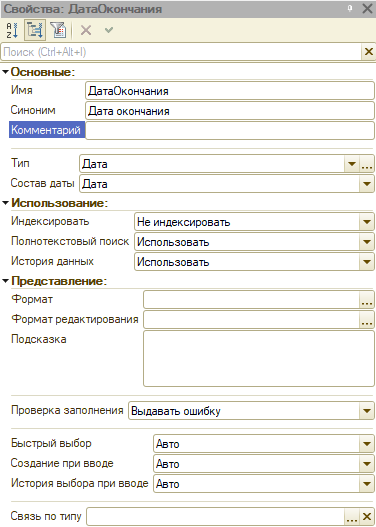 Свойства: ДатаОкончания
Поиск (Ctrl+Alt+I)
Основные:
Имя ДатаОкончания
Синоним Дата окончания
Комментарий
Тип Дата
Состав даты Дата
Использование:
Индексировать Не индексировать
Полнотекстовый поиск Использовать
История данных Использовать
Представление:
Формат
Формат редактирования
Подсказка
Проверка заполнения Выдавать ошибку
Быстрый выбор Авто
Создание при вводе Авто
История выбора при вводе Авто
Связь по типу